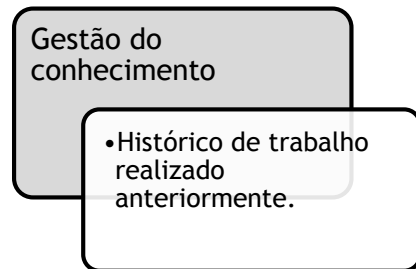 Gestão do
conhecimento
•Histórico de trabalho
realizado
anteriormente.